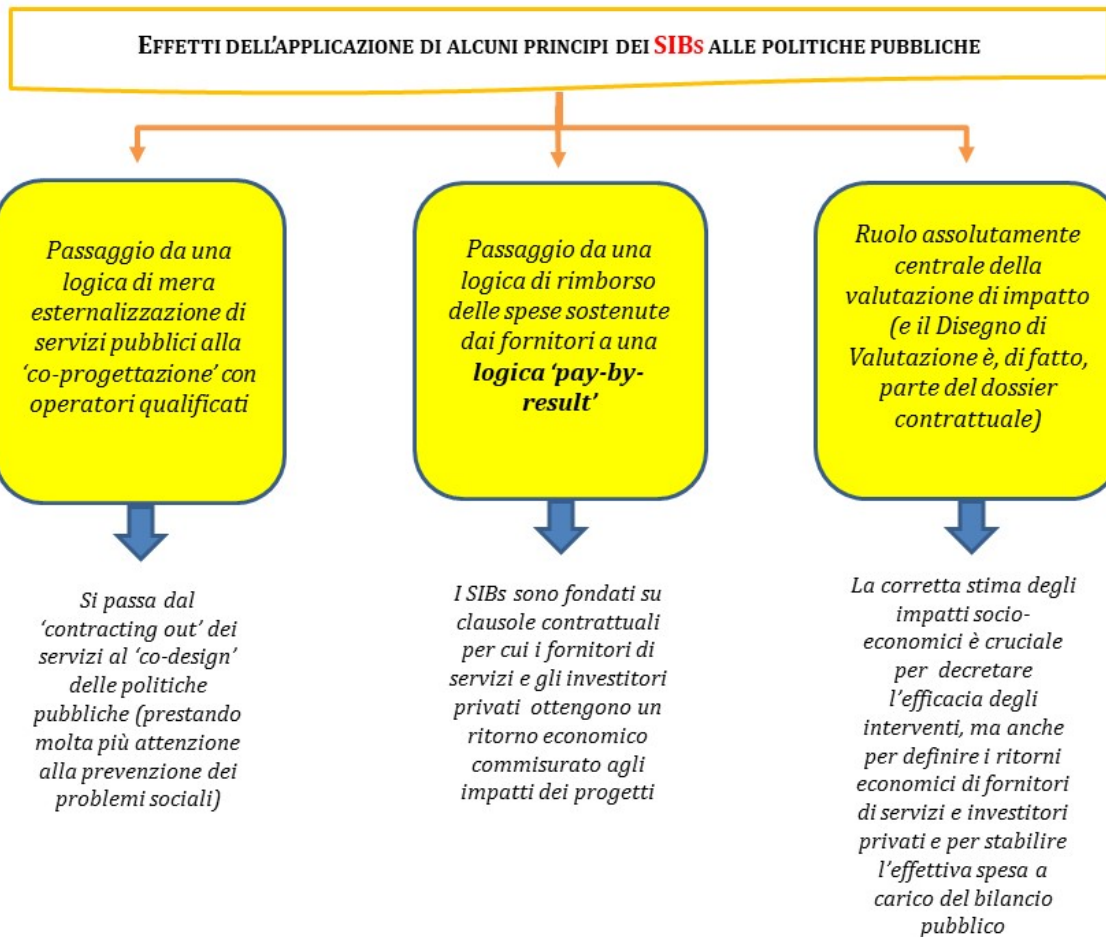 EFFETTI DELL'APPLICAZIONE DI ALCUNI PRINCIPI DEI SIBs ALLE POLITICHE PUBBLICHE
Passaggio da una
logica di mera
esternalizzazione di
servizi pubblici alla
‘co-progettazione’ con
operatori qualificati
Passaggio da una
logica di rimborso
delle spese sostenute
dai fornitori a una
logica ‘pay-by-
result’
Ruolo assolutamente
centrale della
valutazione di impatto
(e il Disegno di
Valutazione è, di fatto,
parte del dossier
contrattuale)
Si passa dal
‘contracting out’ dei
servizi al ‘co-design’
delle politiche
pubbliche (prestando
molta più attenzione
alla prevenzione dei
problemi sociali)
I SIBs sono fondati su
clausole contrattuali
per cui i fornitori di
servizi e gli investitori
privati ottengono un
ritorno economico
commisurato agli
impatti dei progetti
La corretta stima degli
impatti socio-
economici è cruciale
per decretare
l’efficacia degli
interventi, ma anche
per definire i ritorni
economici di fornitori
di servizi e investitori
privati e per stabilire
l’effettiva spesa a
carico del bilancio
pubblico